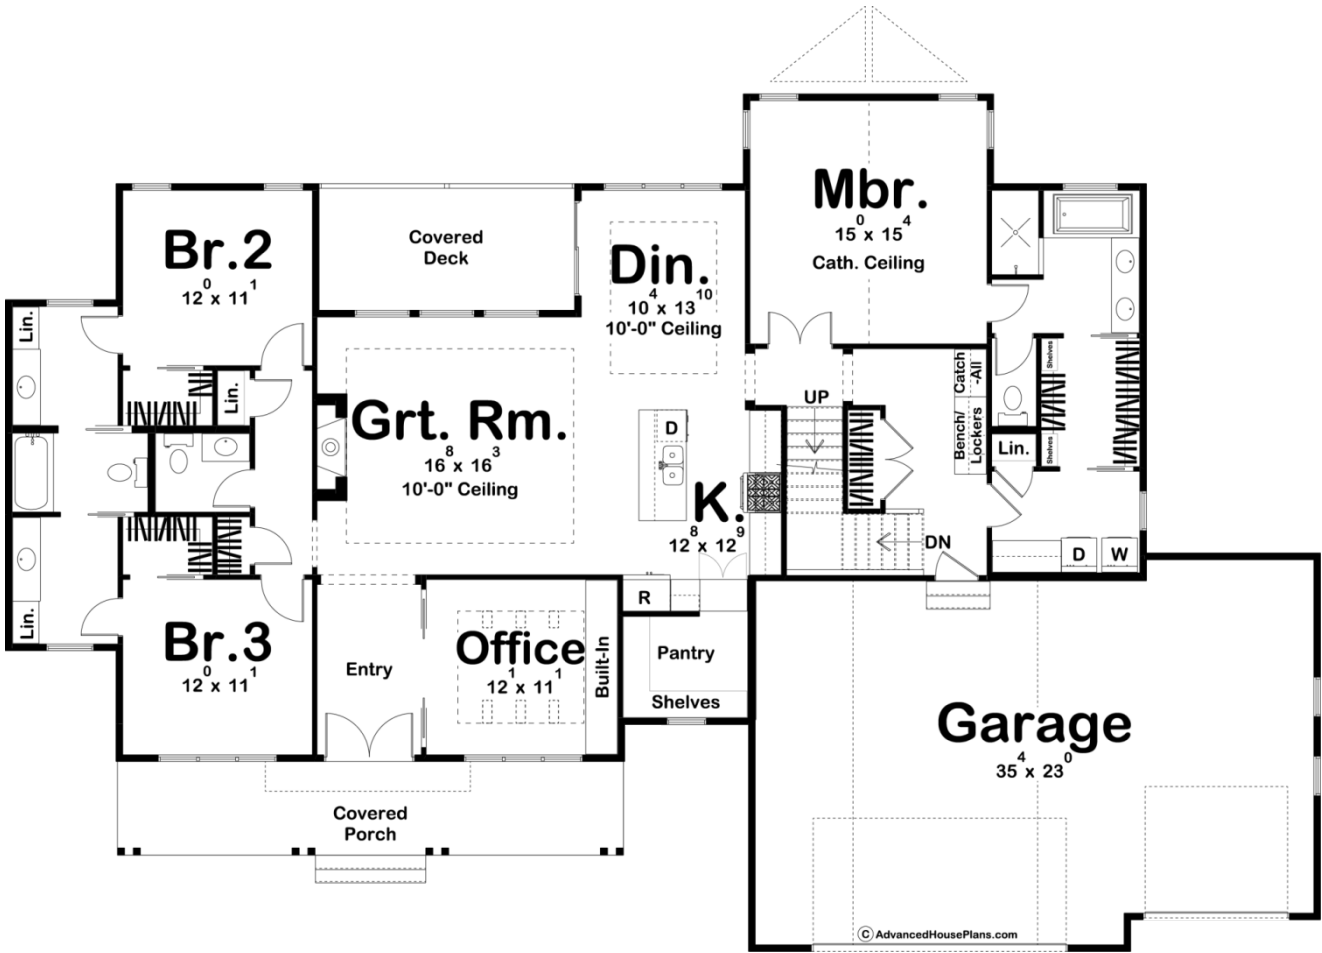 Mbr.
15⁰ x 15⁴
Cath. Ceiling
Br.2
12⁰ x 11¹
Covered
Deck
Din.
10⁴ x 13¹⁰
10'-0" Ceiling
Lin.
Lin.
Grt. Rm.
16⁸ x 16³
10'-0" Ceiling
D
K.
12⁸ x 12⁹
UP
DN
Catch
-All
Bench/
Lockers
Shelves
Shelves
Lin.
D
W
R
Lin.
Br.3
12⁰ x 11¹
Entry
Office
12¹ x 11¹
Built-In
Pantry
Shelves
Garage
35⁴ x 23⁰
Covered
Porch
© AdvancedHousePlans.com